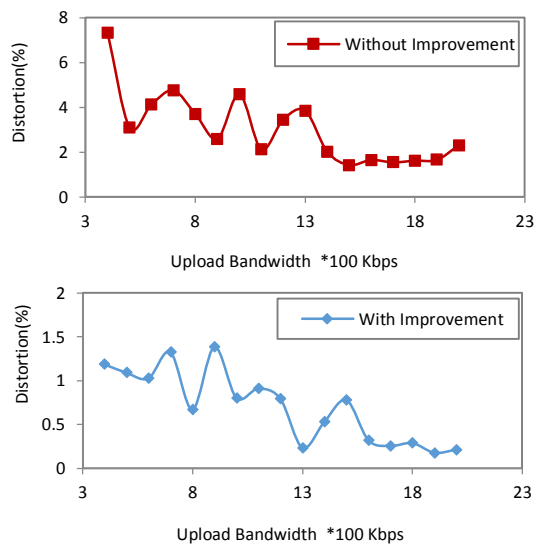 8
Without Improvement
6
4
2
0
Distortion(%)
3 8 13 18 23
Upload Bandwidth *100 Kbps
2
With Improvement
1.5
1
0.5
0
Distortion(%)
3 8 13 18 23
Upload Bandwidth *100 Kbps